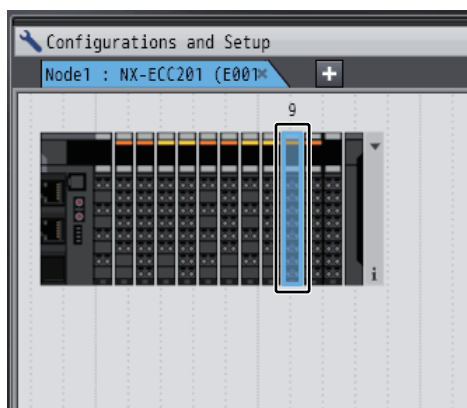 Configurations and Setup
Node1 : NX-ECC201 (E001
9
i